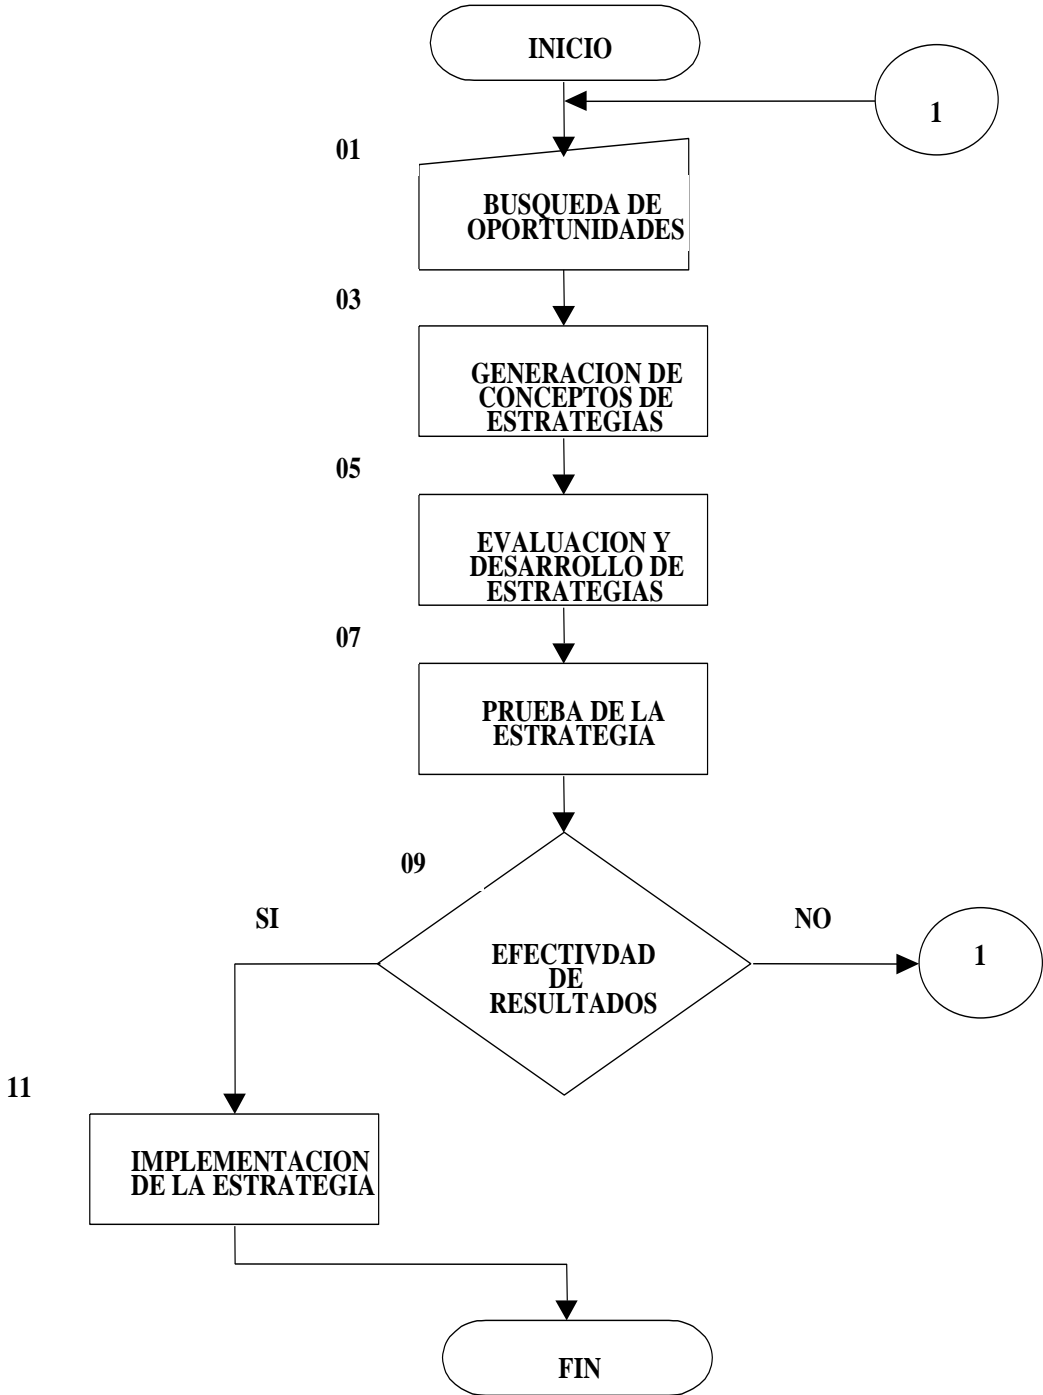 INICIO
1
01
BUSQUEDA DE
OPORTUNIDADES
03
GENERACION DE
CONCEPTOS DE
ESTRATEGIAS
05
EVALUACION Y
DESARROLLO DE
ESTRATEGIAS
07
PRUEBA DE LA
ESTRATEGIA
09
SI
NO
EFECTIVDAD
DE
RESULTADOS
1
11
IMPLEMENTACION
DE LA ESTRATEGIA
FIN